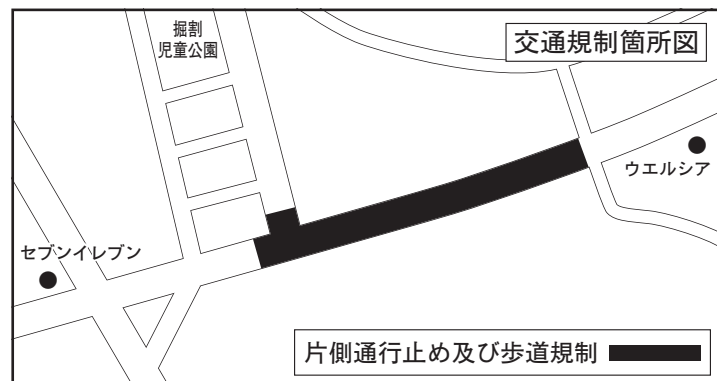 掘割
児童公園
交通規制箇所図
ウエルシア
セブンイレブン
片側通行止め及び歩道規制